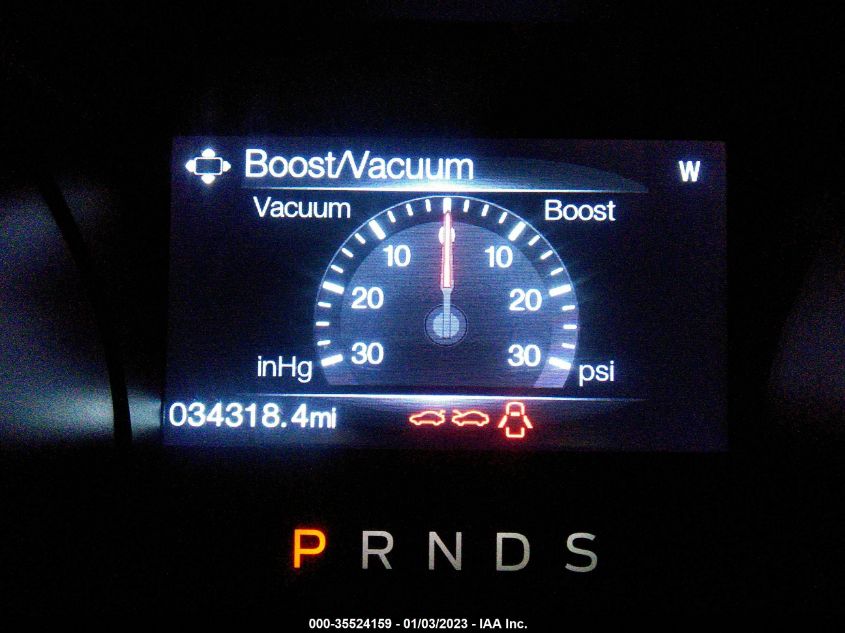 Boost/Vacuum W
Vacuum Boost
10 10
20 20
30 30
inHg psi
034318.4mi
P R N D S
000-35524159 - 01/03/2023 - IAA Inc.